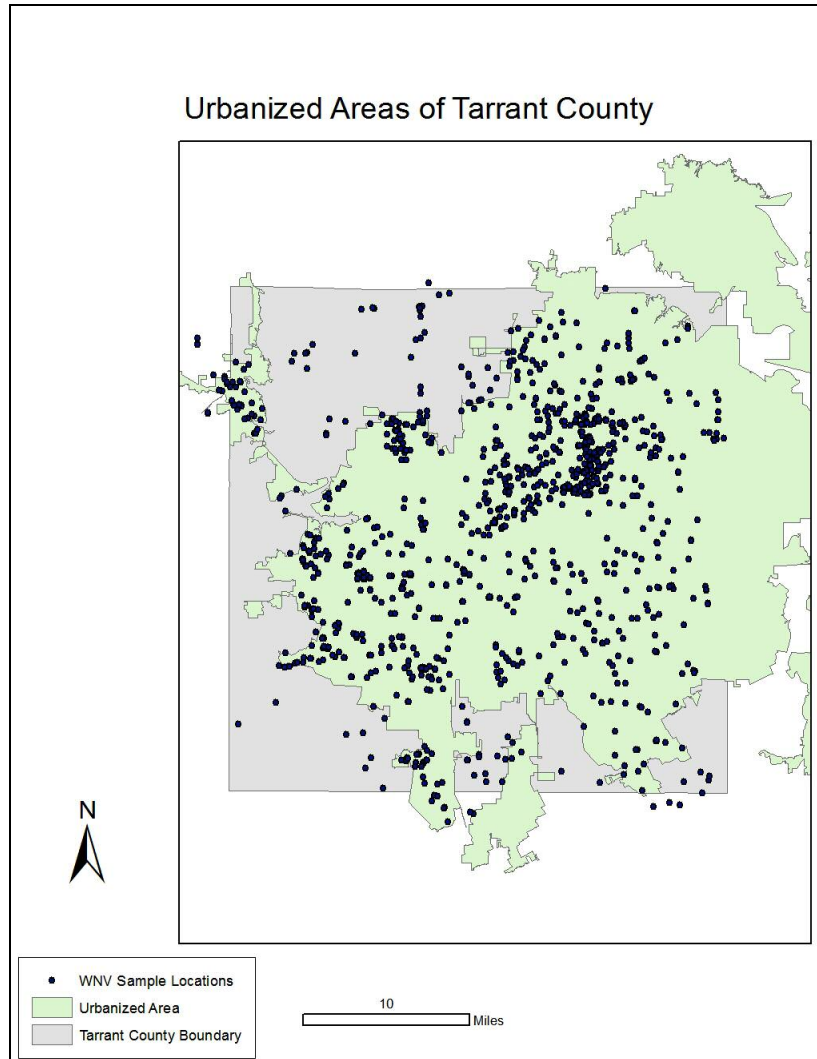 Urbanized Areas of Tarrant County
N
WNV Sample Locations
Urbanized Area
Tarrant County Boundary
10
Miles